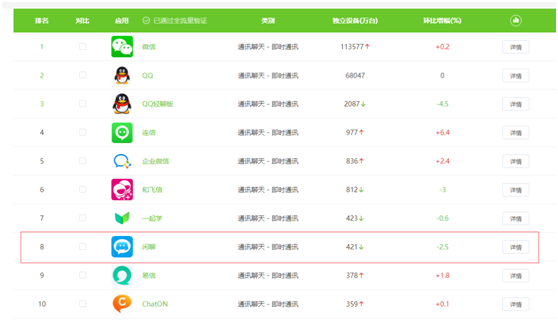 排名 对比 应用 已通过全流量验证 类别 独立设备(万台) 环比增幅(%)
1 微信 通讯聊天 - 即时通讯 113577↑ +0.2 详情
2 QQ 通讯聊天 - 即时通讯 68047 0 详情
3 QQ轻聊版 通讯聊天 - 即时通讯 2087↓ -4.5 详情
4 连信 通讯聊天 - 即时通讯 977↑ +6.4 详情
5 企业微信 通讯聊天 - 即时通讯 836↑ +2.4 详情
6 和飞信 通讯聊天 - 即时通讯 812↓ -3 详情
7 一起学 通讯聊天 - 即时通讯 423↓ -0.6 详情
8 闲聊 通讯聊天 - 即时通讯 421↓ -2.5 详情
9 易信 通讯聊天 - 即时通讯 378↑ +1.8 详情
10 ChatON 通讯聊天 - 即时通讯 359↑ +0.1 详情